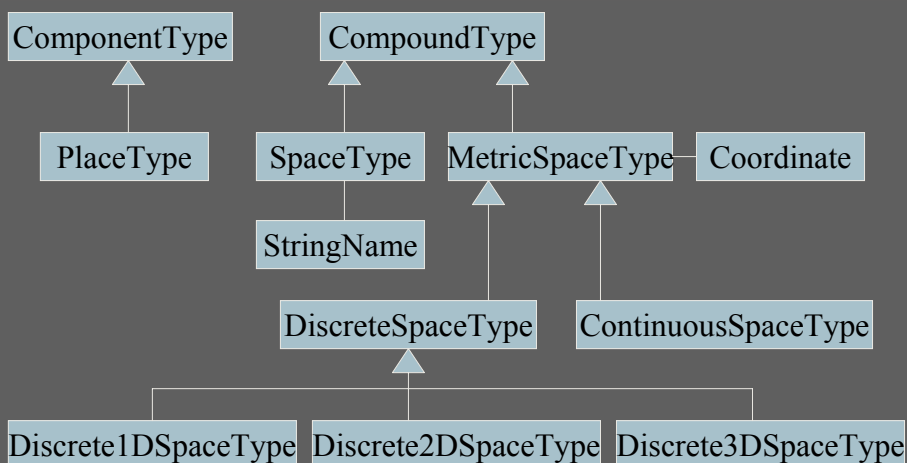 ComponentType
CompoundType
PlaceType
SpaceType
MetricSpaceType
Coordinate
StringName
DiscreteSpaceType
ContinuousSpaceType
Discrete1DSpaceType
Discrete2DSpaceType
Discrete3DSpaceType